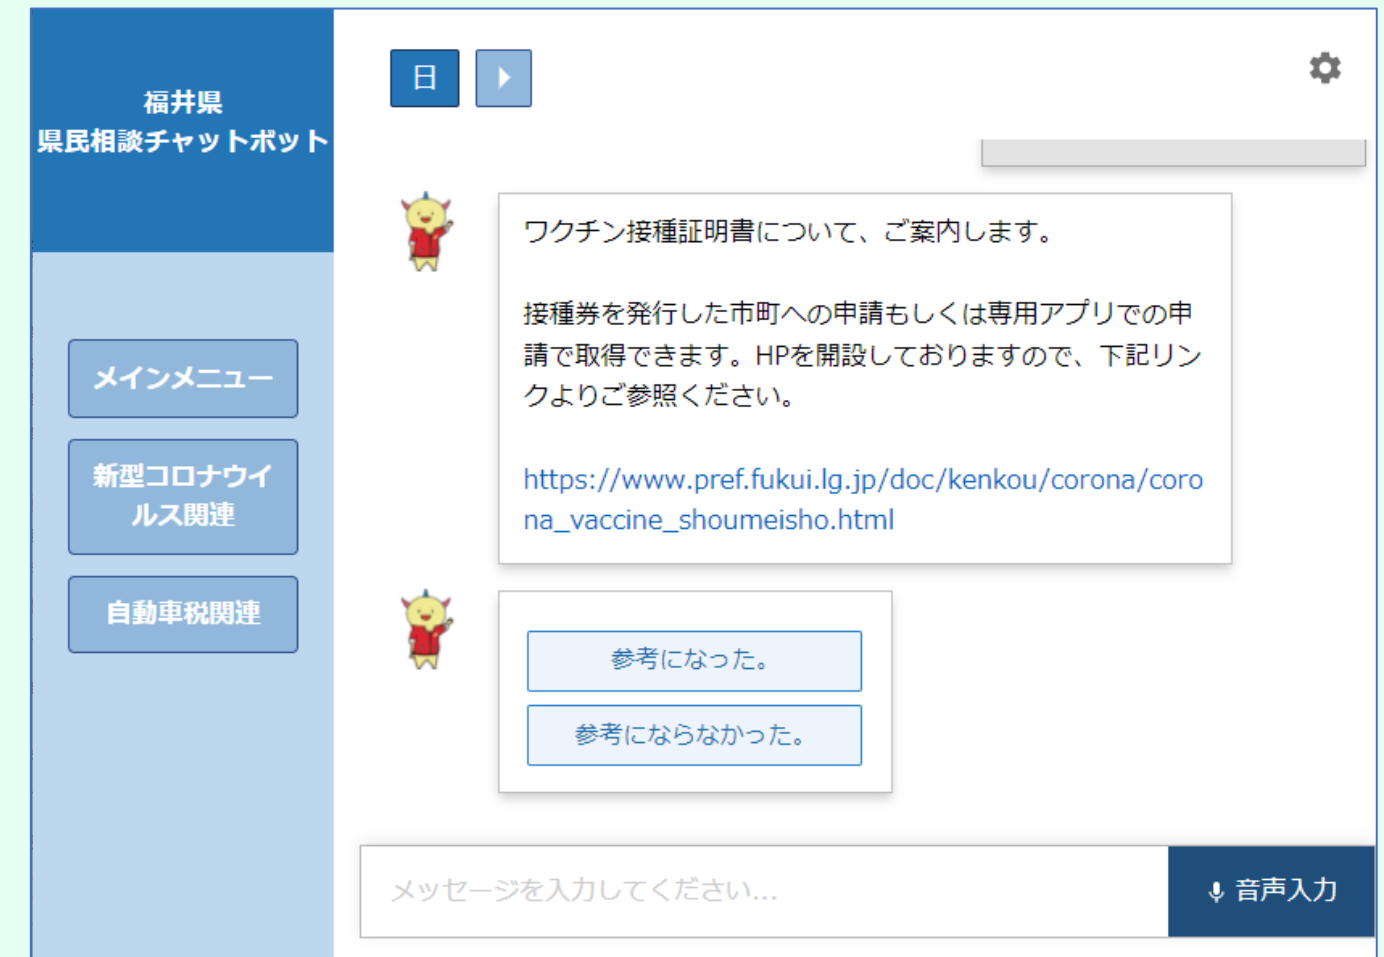 福井県
県民相談チャットボット
メインメニュー
新型コロナウイ
ルス関連
自動車税関連
日
ワクチン接種証明書について、ご案内します。
接種券を発行した市町への申請もしくは専用アプリでの申
請で取得できます。HPを開設しておりますので、下記リン
クよりご参照ください。
https://www.pref.fukui.lg.jp/doc/kenkou/corona/coro
na_vaccine_shoumeisho.html
参考になった。
参考にならなかった。
メッセージを入力してください...
音声入力